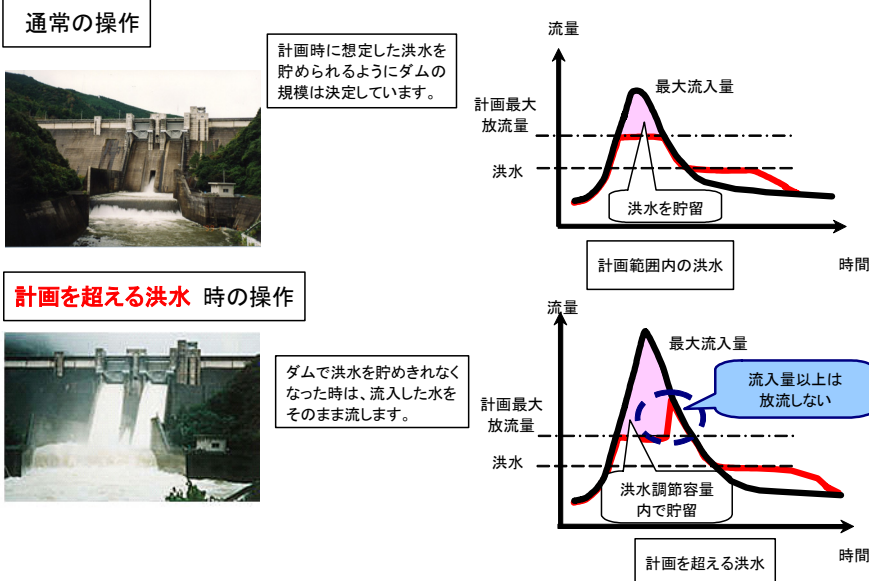 通常の操作
計画時に想定した洪水を
貯められるようにダムの
規模は決定しています。
流量
最大流入量
計画最大
放流量
洪水
洪水を貯留
計画範囲内の洪水
時間
計画を超える洪水 時の操作
ダムで洪水を貯めきれなく
なった時は、流入した水を
そのまま流します。
流量
最大流入量
流入量以上は
放流しない
計画最大
放流量
洪水
洪水調節容量
内で貯留
計画を超える洪水
時間